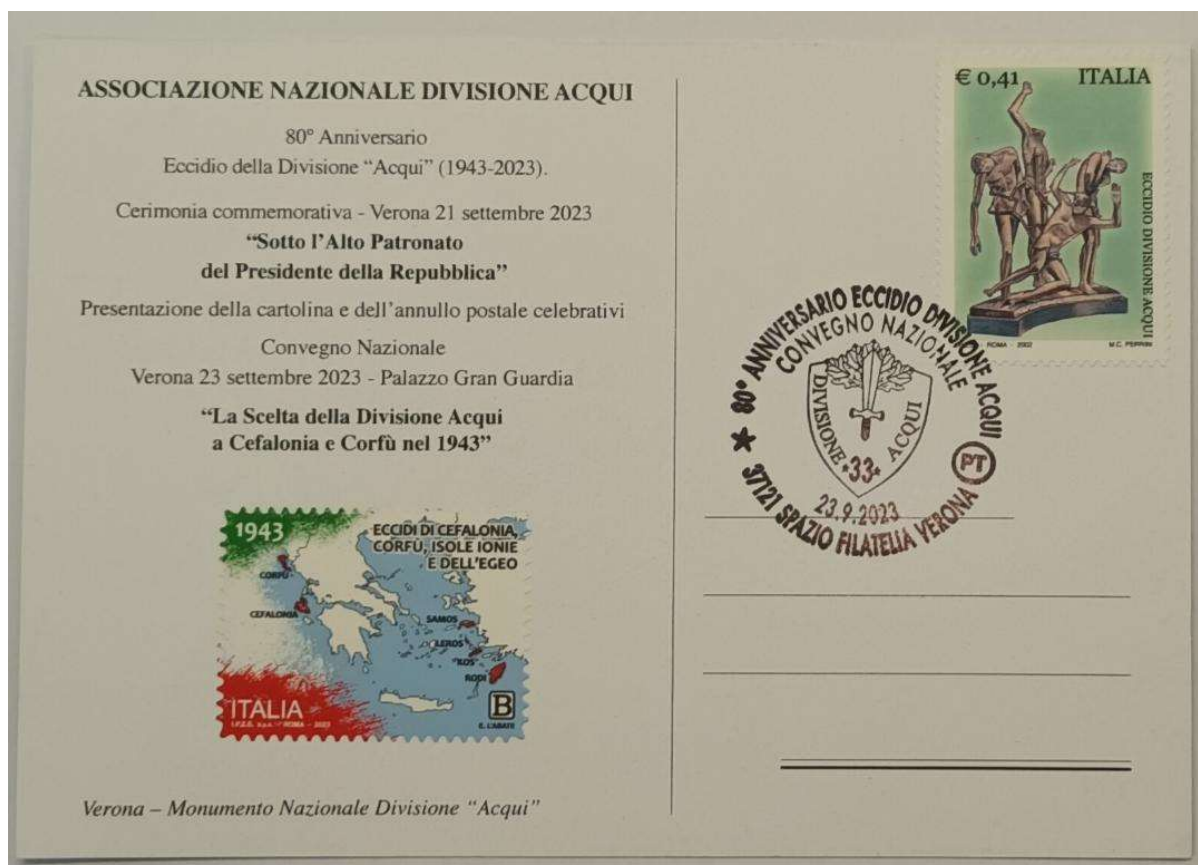 ASSOCIAZIONE NAZIONALE DIVISIONE ACQUI
80° Anniversario
Eccidio della Divisione “Acqui” (1943-2023).
Cerimonia commemorativa - Verona 21 settembre 2023
“Sotto l’Alto Patronato
del Presidente della Repubblica”
Presentazione della cartolina e dell’annullo postale celebrativi
Convegno Nazionale
Verona 23 settembre 2023 - Palazzo Gran Guardia
“La Scelta della Divisione Acqui
a Cefalonia e Corfù nel 1943”
1943
ECCIDI DI CEFALONIA,
CORFÙ, ISOLE IONIE
E DELL'EGEO
CORFÙ
CEFALONIA
SAMOS
LEROS
KOS
RODI
ITALIA
I.P.Z.S. S.p.A. - ROMA - 2023
B
Verona – Monumento Nazionale Divisione “Acqui”
€ 0,41 ITALIA
ECCIDIO DIVISIONE ACQUI
ROMA - 2002
80° ANNIVERSARIO ECCIDIO DIVISIONE ACQUI
CONVEGNO NAZIONALE
DIVISIONE ACQUI
33
23.9.2023
37121 SPAZIO FILATELIA VERONA PT